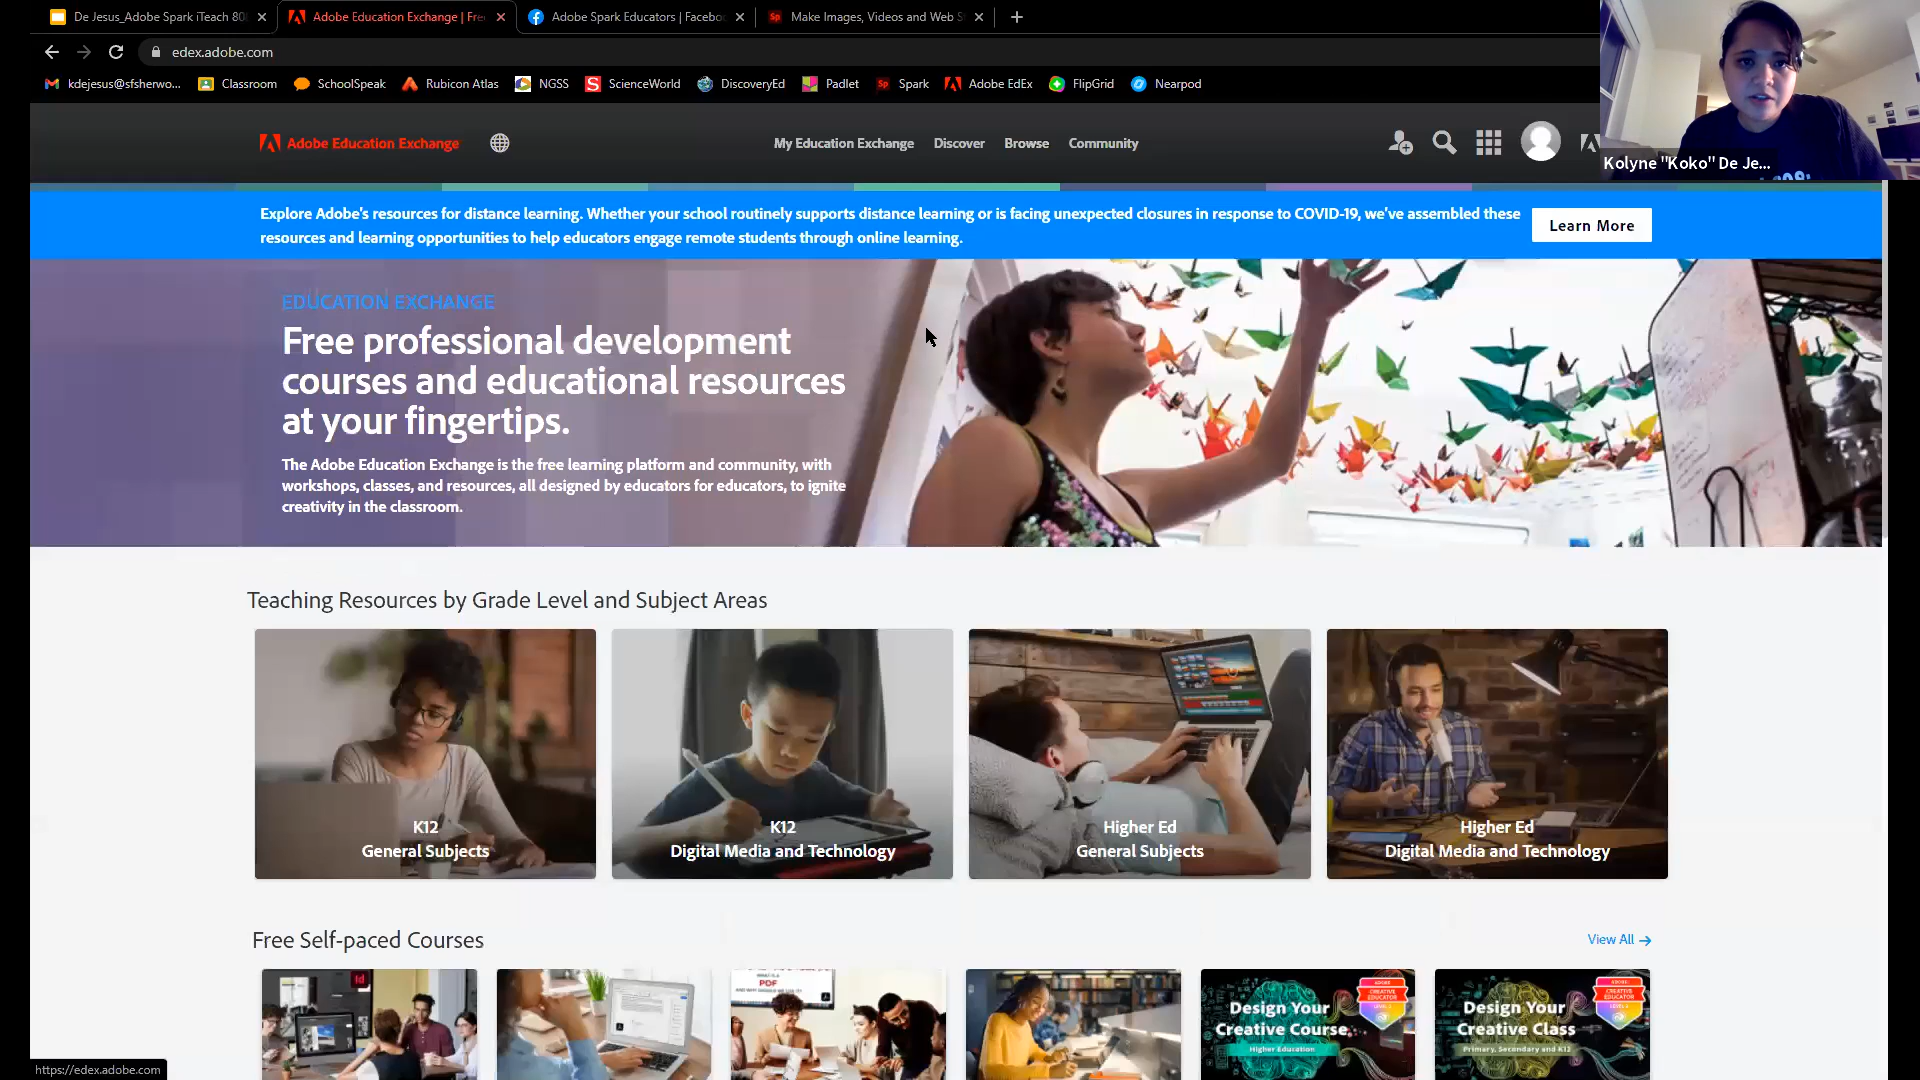 De Jesus_Adobe Spark iTeach 80
Adobe Education Exchange | Fre
Adobe Spark Educators | Facebo
Make Images, Videos and Web S
edex.adobe.com
kdejesus@sfsherwo...
Classroom
SchoolSpeak
Rubicon Atlas
NGSS
ScienceWorld
DiscoveryEd
Padlet
Spark
Adobe EdEx
FlipGrid
Nearpod
Kolyne "Koko" De Je...
Adobe Education Exchange
My Education Exchange
Discover
Browse
Community
Explore Adobe's resources for distance learning. Whether your school routinely supports distance learning or is facing unexpected closures in response to COVID-19, we've assembled these
resources and learning opportunities to help educators engage remote students through online learning.
Learn More
EDUCATION EXCHANGE
Free professional development
courses and educational resources
at your fingertips.
The Adobe Education Exchange is the free learning platform and community, with
workshops, classes, and resources, all designed by educators for educators, to ignite
creativity in the classroom.
Teaching Resources by Grade Level and Subject Areas
K12
General Subjects
K12
Digital Media and Technology
Higher Ed
General Subjects
Higher Ed
Digital Media and Technology
Free Self-paced Courses
View All →
Id
PDF
Design Your
Creative Course
Higher Education
CREATIVE
EDUCATOR
Design Your
Creative Class
Primary, Secondary and K12
CREATIVE
EDUCATOR
https://edex.adobe.com